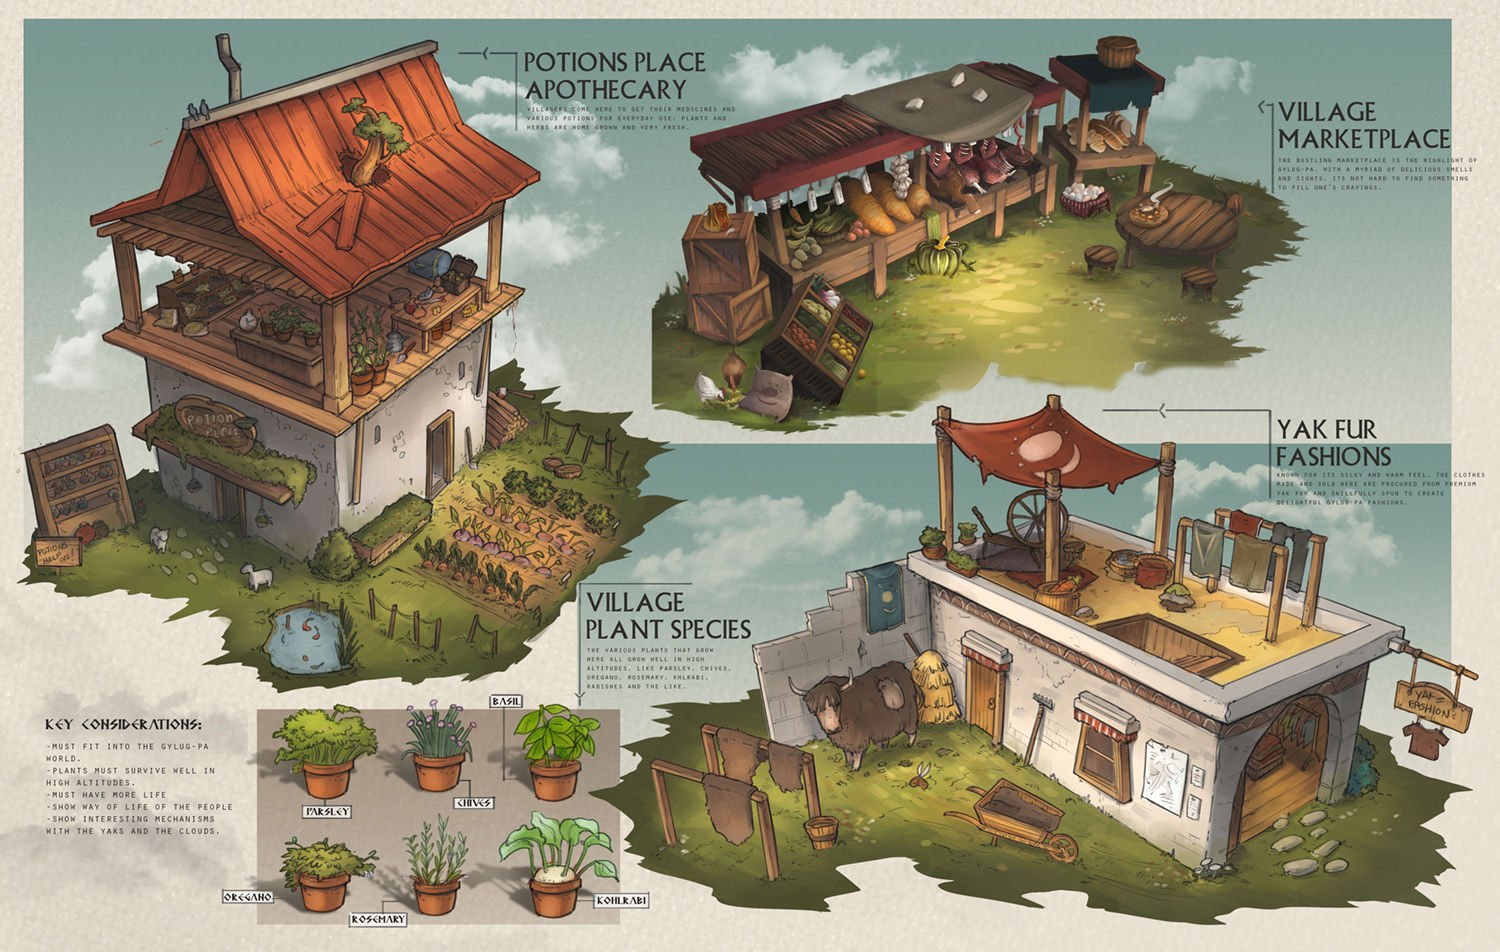 POTIONS PLACE
APOTHECARY
VILLAGERS COME HERE TO GET THEIR MEDICINES AND
VARIOUS POTIONS FOR EVERYDAY USE. PLANTS AND
HERBS ARE HOME GROWN AND VERY FRESH.
VILLAGE
MARKETPLACE
THE BUSTLING MARKETPLACE IS THE HIGHLIGHT OF
GYLUG-PA. WITH A MYRIAD OF DELICIOUS SMELLS
AND SIGHTS, ITS NOT HARD TO FIND SOMETHING
TO FILL ONE'S CRAVINGS.
POTION
PLACE
POTIONS
HALF
OFF!
YAK FUR
FASHIONS
KNOWN FOR ITS SILKY AND WARM FEEL, THE CLOTHES
MADE AND SOLD HERE ARE PROCURED FROM PREMIUM
YAK FUR AND SKILLFULLY SPUN TO CREATE
DELIGHTFUL GYLUG-PA FASHIONS.
YAK
FASHION
VILLAGE
PLANT SPECIES
THE VARIOUS PLANTS THAT GROW
HERE ALL GROW WELL IN HIGH
ALTITUDES. LIKE PARSLEY, CHIVES,
OREGANO, ROSEMARY, KHLRABI,
RADISHES AND THE LIKE.
KEY CONSIDERATIONS:
-MUST FIT INTO THE GYLUG-PA
WORLD.
-PLANTS MUST SURVIVE WELL IN
HIGH ALTITUDES.
-MUST HAVE MORE LIFE
-SHOW WAY OF LIFE OF THE PEOPLE
-SHOW INTERESTING MECHANISMS
WITH THE YAKS AND THE CLOUDS.
PARSLEY
CHIVES
BASIL
OREGANO
ROSEMARY
KOHLRABI